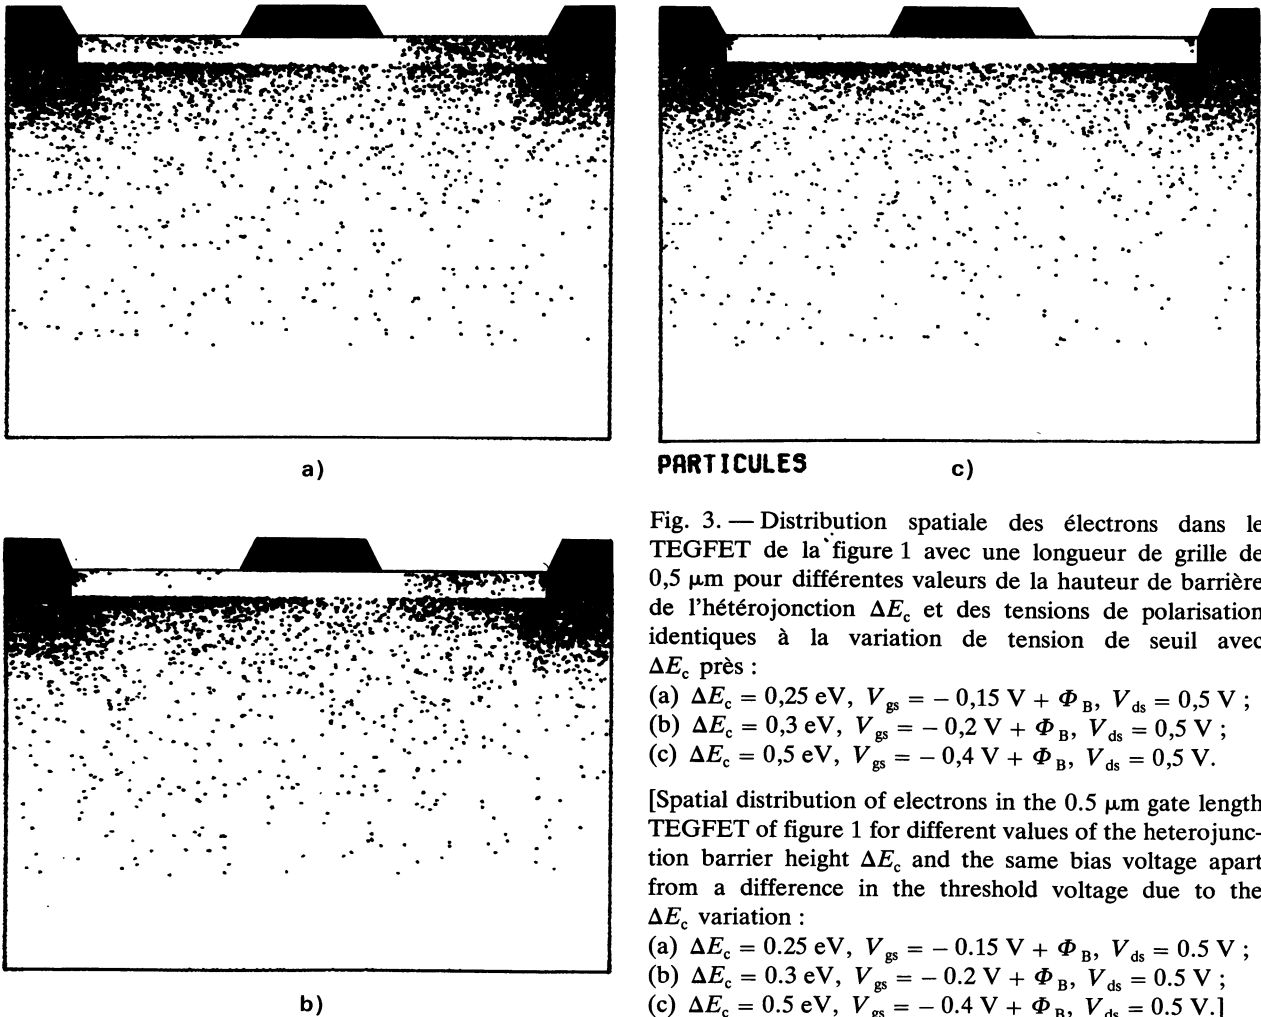 a)
PARTICULES
c)
b)
Fig. 3. — Distribution spatiale des électrons dans le
TEGFET de la figure 1 avec une longueur de grille de
0,5 μm pour différentes valeurs de la hauteur de barrière
de l'hétérojonction ΔE_c et des tensions de polarisation
identiques à la variation de tension de seuil avec
ΔE_c près :
(a) ΔE_c = 0,25 eV, V_gs = − 0,15 V + Φ_B, V_ds = 0,5 V ;
(b) ΔE_c = 0,3 eV, V_gs = − 0,2 V + Φ_B, V_ds = 0,5 V ;
(c) ΔE_c = 0,5 eV, V_gs = − 0,4 V + Φ_B, V_ds = 0,5 V.
[Spatial distribution of electrons in the 0.5 μm gate length
TEGFET of figure 1 for different values of the heterojunc-
tion barrier height ΔE_c and the same bias voltage apart
from a difference in the threshold voltage due to the
ΔE_c variation :
(a) ΔE_c = 0.25 eV, V_gs = − 0.15 V + Φ_B, V_ds = 0.5 V ;
(b) ΔE_c = 0.3 eV, V_gs = − 0.2 V + Φ_B, V_ds = 0.5 V ;
(c) ΔE_c = 0.5 eV, V_gs = − 0.4 V + Φ_B, V_ds = 0.5 V.]